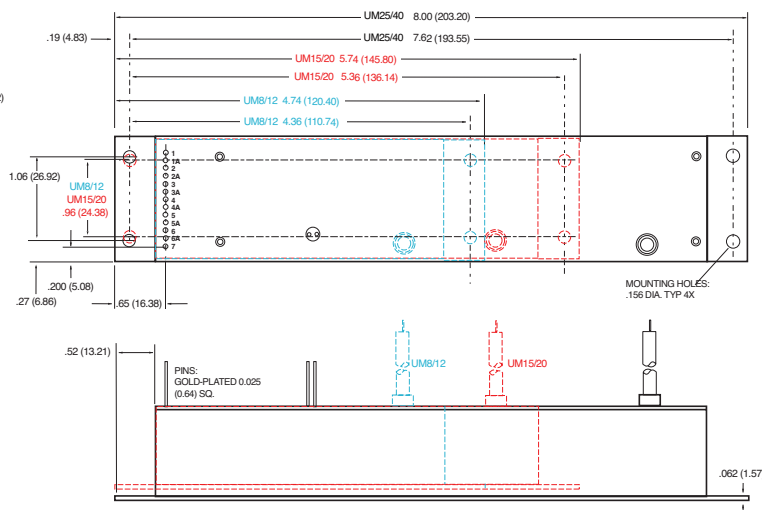 UM25/40 8.00 (203.20)
.19 (4.83)
UM25/40 7.62 (193.55)
UM15/20 5.74 (145.80)
UM15/20 5.36 (136.14)
UM8/12 4.74 (120.40)
UM8/12 4.36 (110.74)
1
1A
2
2A
3
3A
4
4A
5
5A
6
6A
7
1.06 (26.92)
UM8/12
UM15/20
.96 (24.38)
.200 (5.08)
.27 (6.86)
.65 (16.38)
MOUNTING HOLES:
.156 DIA. TYP 4X
.52 (13.21)
PINS:
GOLD-PLATED 0.025
(0.64) SQ.
UM8/12
UM15/20
.062 (1.57